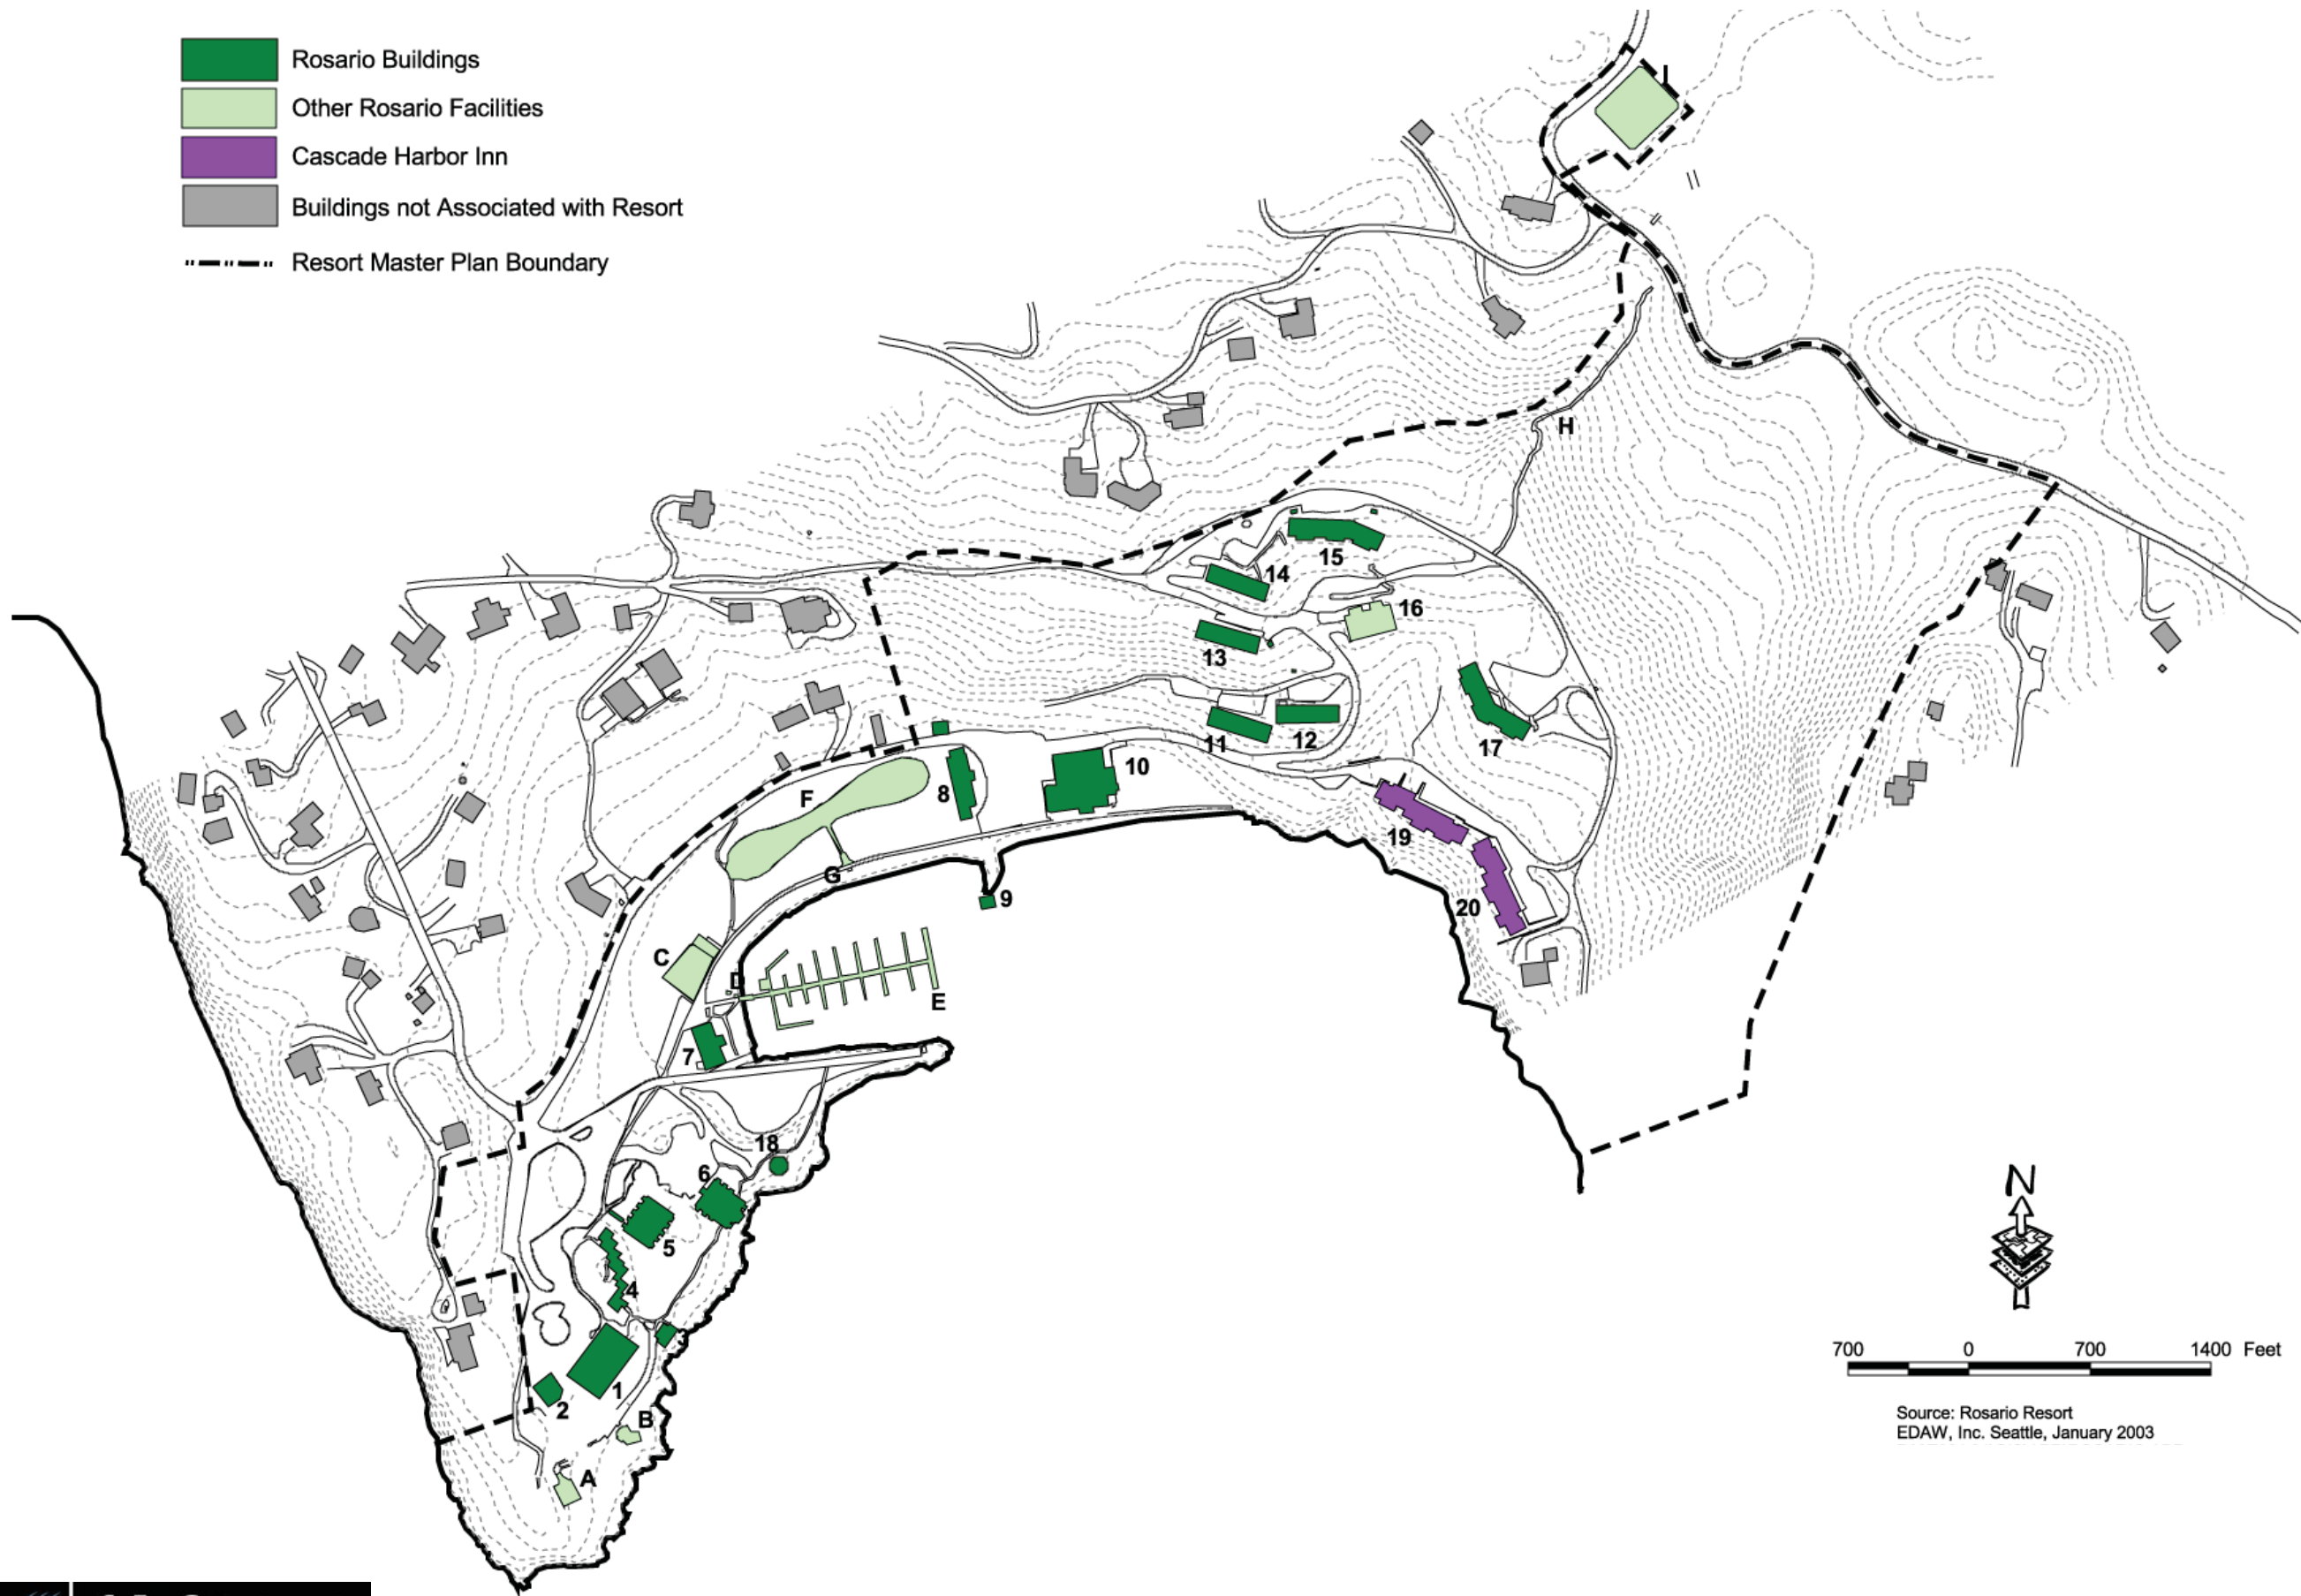 Rosario Buildings
Other Rosario Facilities
Cascade Harbor Inn
Buildings not Associated with Resort
Resort Master Plan Boundary
I
H
15
14
16
13
11
12
17
10
F
8
19
G
9
20
C
D
E
7
18
6
5
4
3
1
2
B
A
N
700 0 700 1400 Feet
Source: Rosario Resort
EDAW, Inc. Seattle, January 2003